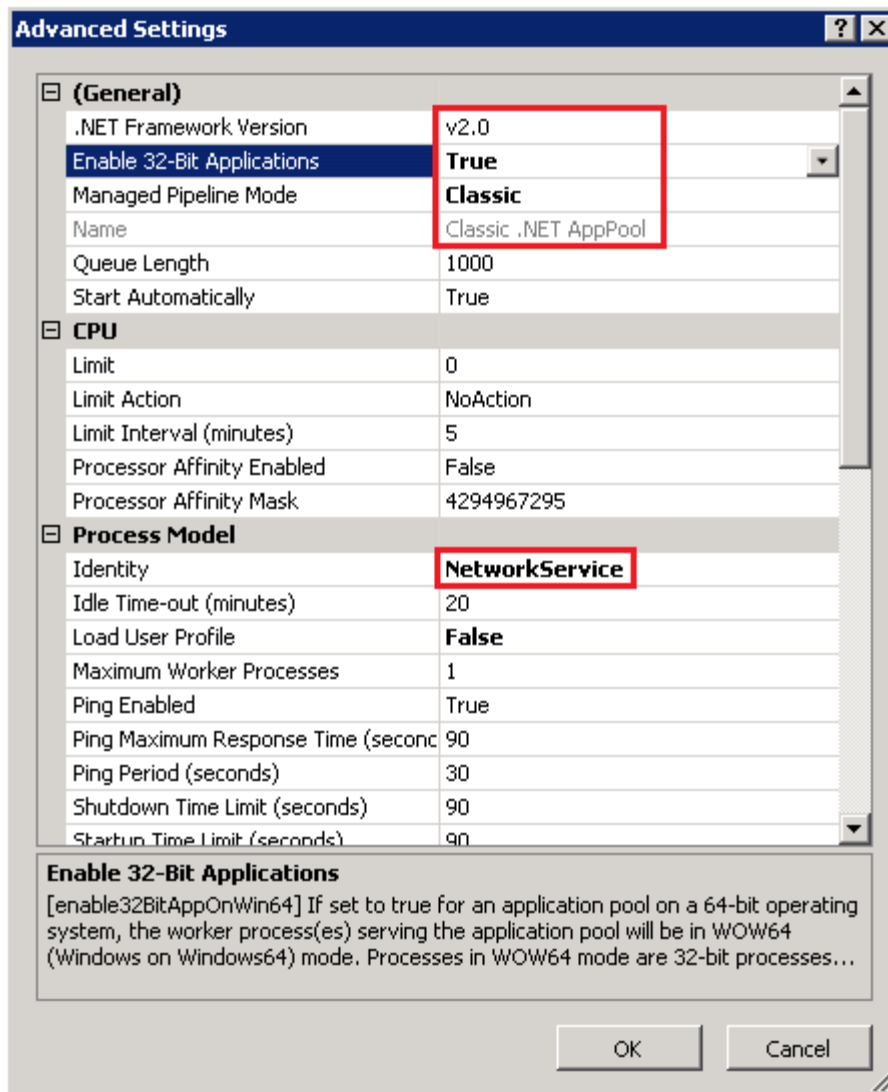 Advanced Settings
(General)
.NET Framework Version v2.0
Enable 32-Bit Applications True
Managed Pipeline Mode Classic
Name Classic .NET AppPool
Queue Length 1000
Start Automatically True
CPU
Limit 0
Limit Action NoAction
Limit Interval (minutes) 5
Processor Affinity Enabled False
Processor Affinity Mask 4294967295
Process Model
Identity NetworkService
Idle Time-out (minutes) 20
Load User Profile False
Maximum Worker Processes 1
Ping Enabled True
Ping Maximum Response Time (secon 90
Ping Period (seconds) 30
Shutdown Time Limit (seconds) 90
Startup Time Limit (seconds) 90
Enable 32-Bit Applications
[enable32BitAppOnWin64] If set to true for an application pool on a 64-bit operating
system, the worker process(es) serving the application pool will be in WOW64
(Windows on Windows64) mode. Processes in WOW64 mode are 32-bit processes...
OK Cancel